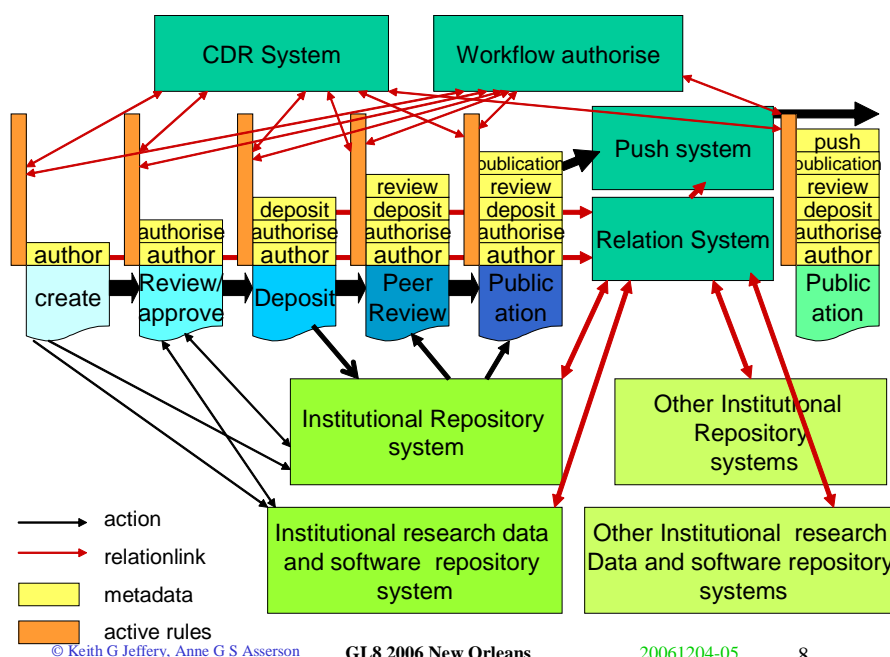 CDR System
Workflow authorise
Push system
Relation System
author
create
authorise
author
Review/
approve
deposit
authorise
author
Deposit
review
deposit
authorise
author
Peer
Review
publication
review
deposit
authorise
author
Public
ation
push
publication
review
deposit
authorise
author
Public
ation
Institutional Repository
system
Other Institutional
Repository
systems
Institutional research data
and software repository
system
Other Institutional research
Data and software repository
systems
action
relationlink
metadata
active rules
© Keith G Jeffery, Anne G S Asserson
GL8 2006 New Orleans
20061204-05
8